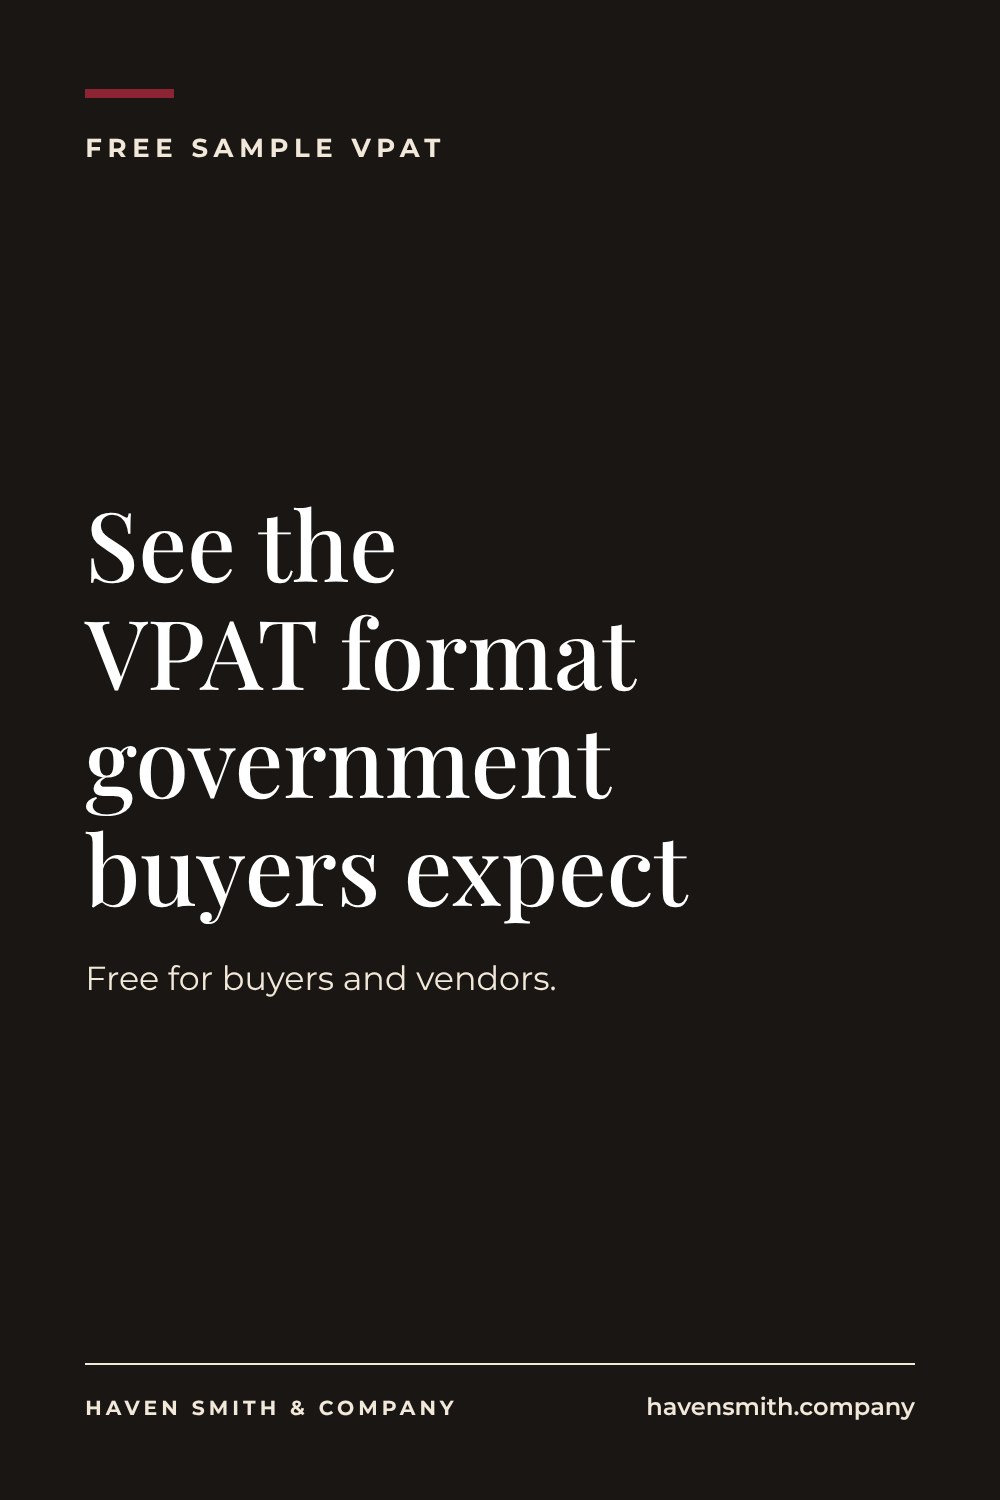 FREE SAMPLE VPAT
See the
VPAT format
government
buyers expect
Free for buyers and vendors.
HAVEN SMITH & COMPANY
havensmith.company